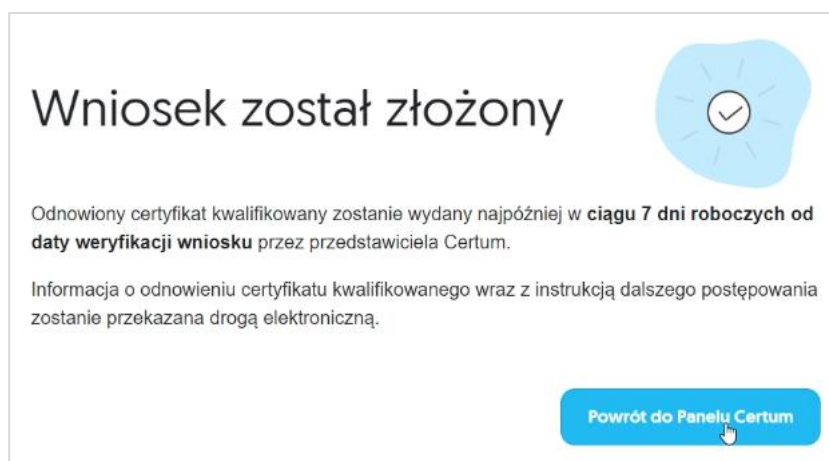 Wniosek został złożony
Odnowiony certyfikat kwalifikowany zostanie wydany najpóźniej w ciągu 7 dni roboczych od
daty weryfikacji wniosku przez przedstawiciela Certum.
Informacja o odnowieniu certyfikatu kwalifikowanego wraz z instrukcją dalszego postępowania
zostanie przekazana drogą elektroniczną.
Powrót do Panelu Certum